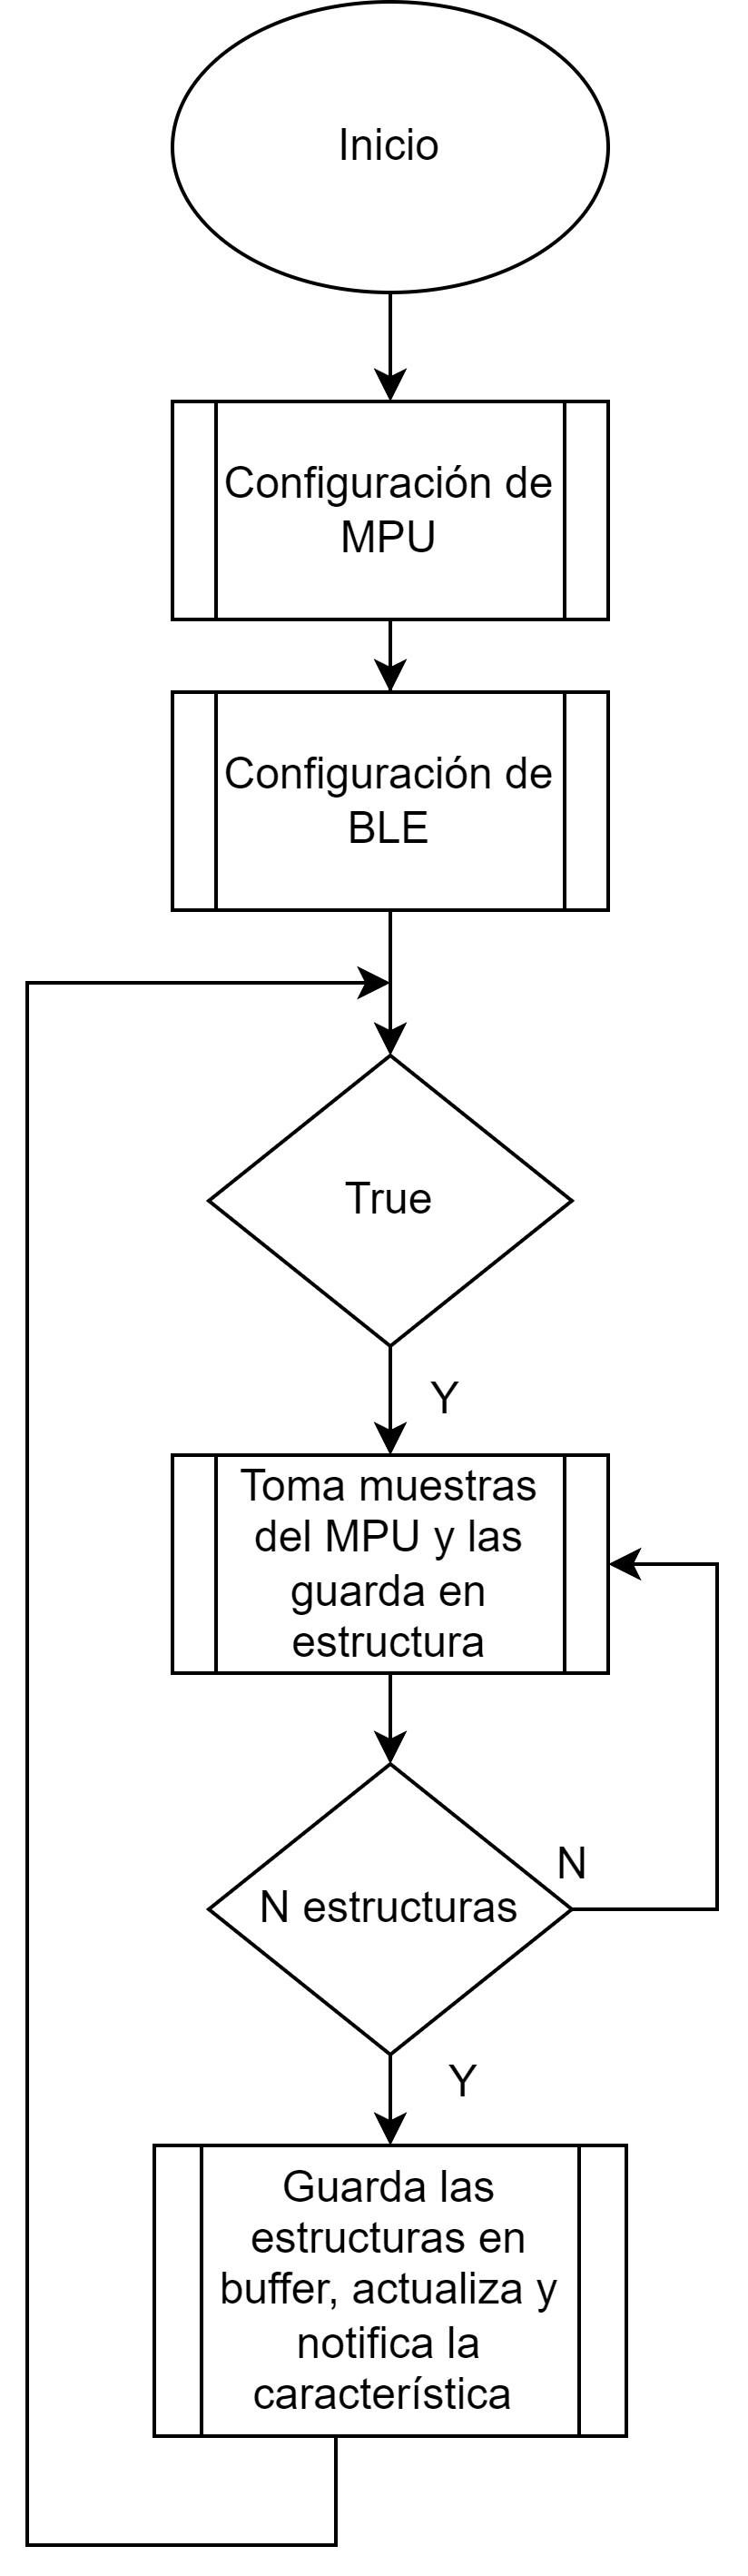 Inicio
Configuración de
MPU
Configuración de
BLE
True
Y
Toma muestras
del MPU y las
guarda en
estructura
N
N estructuras
Y
Guarda las
estructuras en
buffer, actualiza y
notifica la
característica